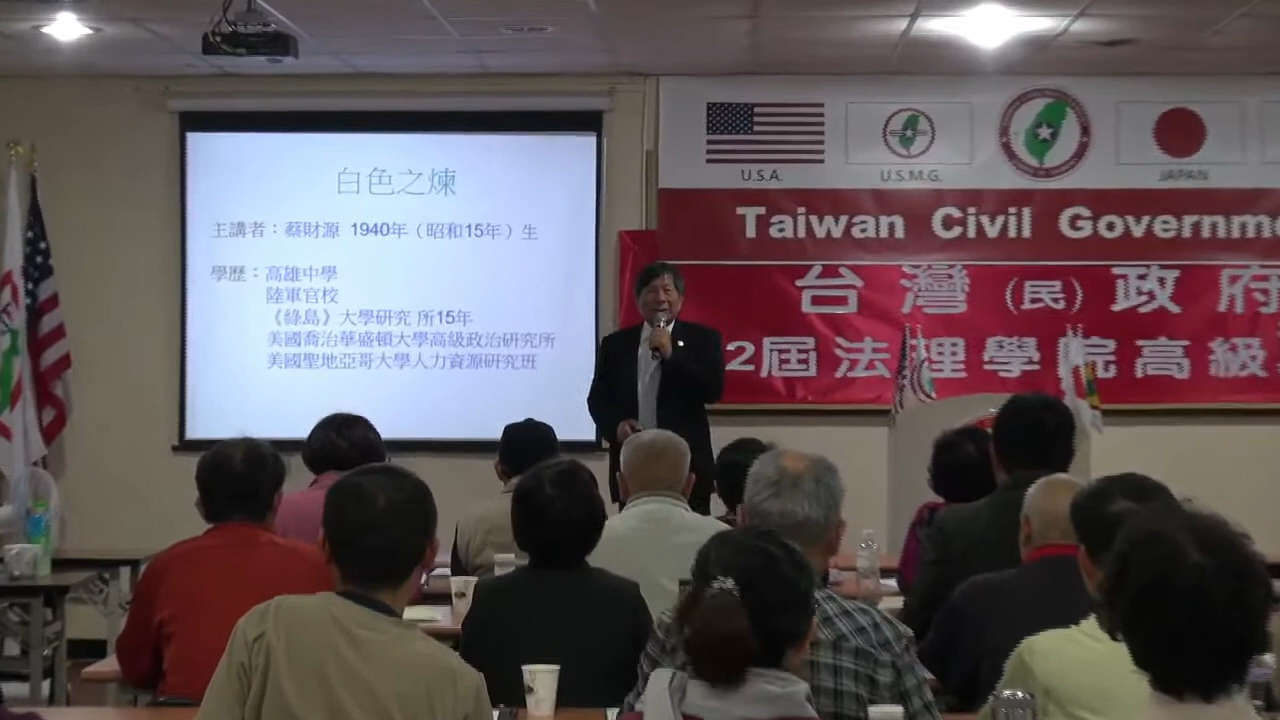 白色之煉
主講者：蔡財源 1940年（昭和15年）生
學歷：高雄中學
陸軍官校
《綠島》大學研究 所15年
美國喬治華盛頓大學高級政治研究所
美國聖地亞哥大學人力資源研究班
U.S.A.
U.S.M.G.
JAPAN
Taiwan Civil Governme
台灣(民)政府
2屆法理學院高級